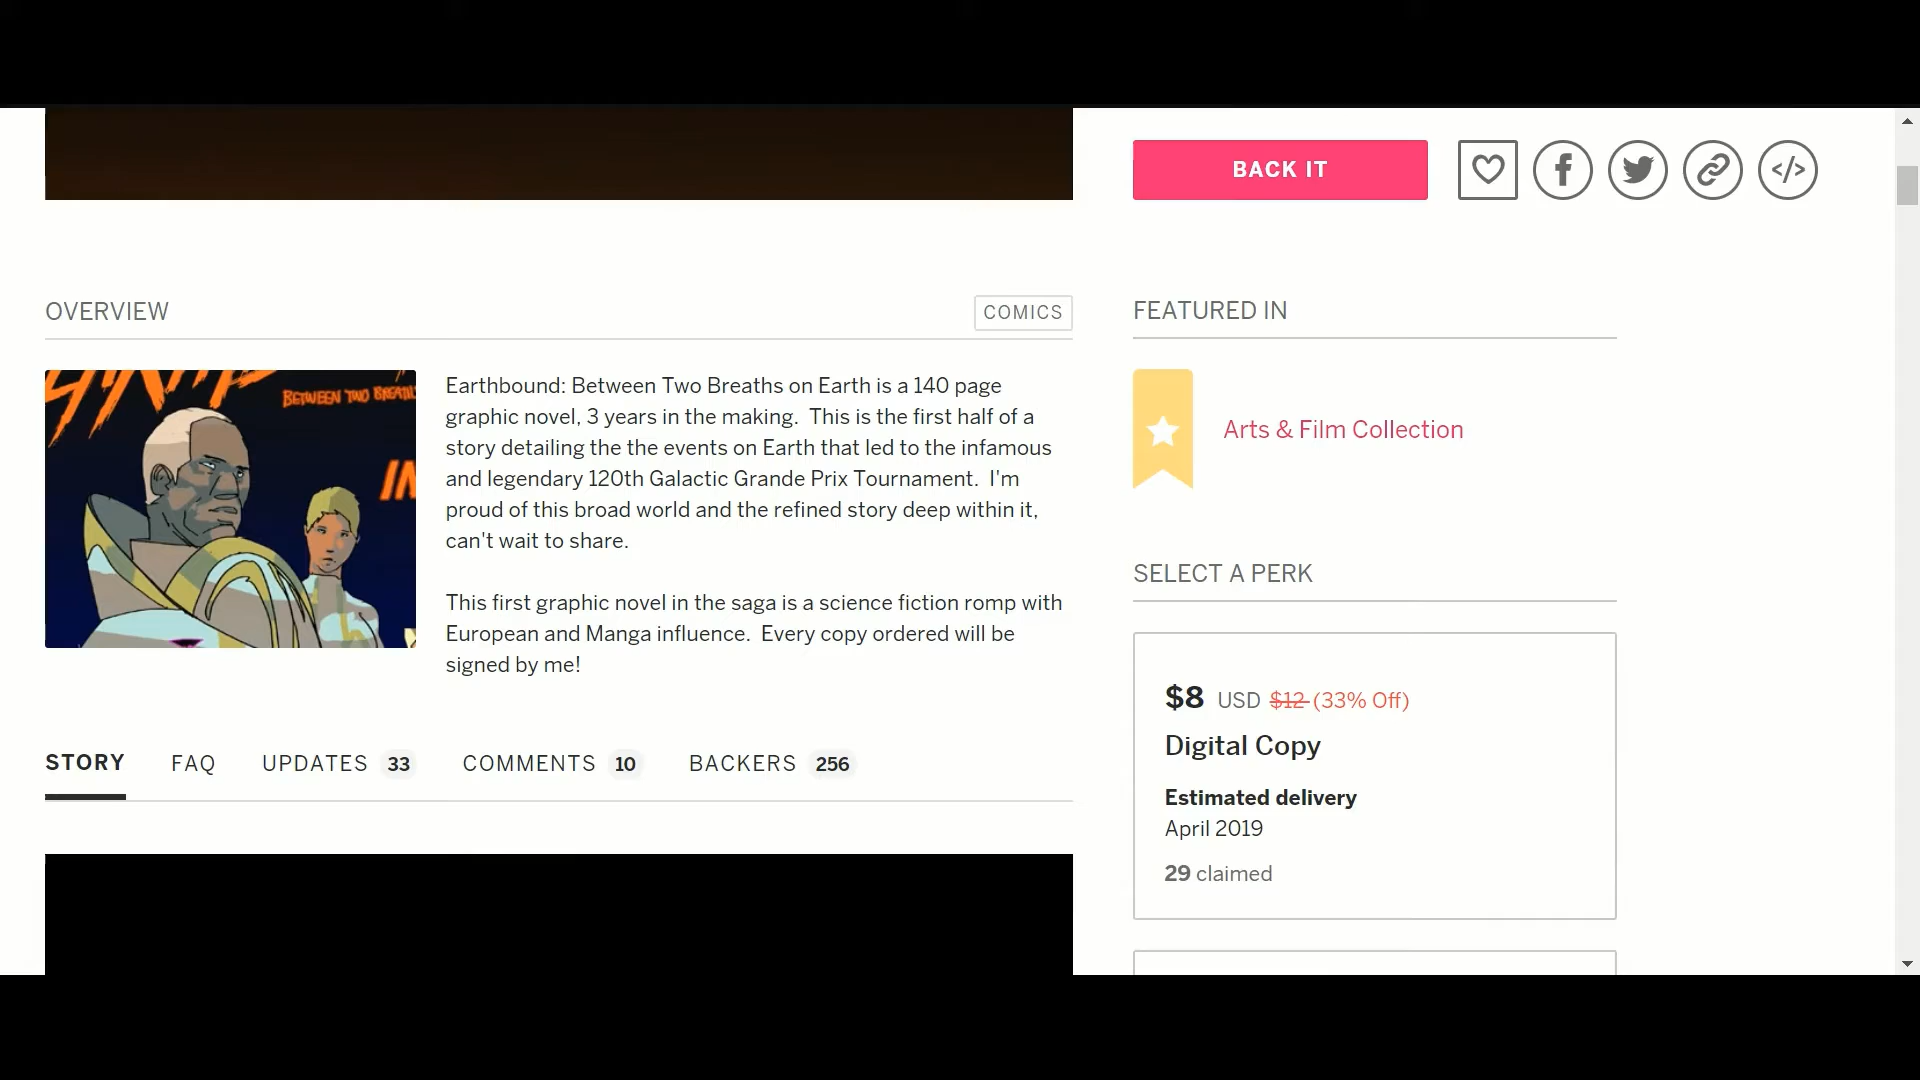 BACK IT
OVERVIEW
COMICS
BETWEEN TWO
Earthbound: Between Two Breaths on Earth is a 140 page
graphic novel, 3 years in the making.  This is the first half of a
story detailing the the events on Earth that led to the infamous
and legendary 120th Galactic Grande Prix Tournament.  I'm
proud of this broad world and the refined story deep within it,
can't wait to share.
This first graphic novel in the saga is a science fiction romp with
European and Manga influence.  Every copy ordered will be
signed by me!
STORY FAQ UPDATES 33 COMMENTS 10 BACKERS 256
FEATURED IN
Arts & Film Collection
SELECT A PERK
$8 USD $12 (33% Off)
Digital Copy
Estimated delivery
April 2019
29 claimed